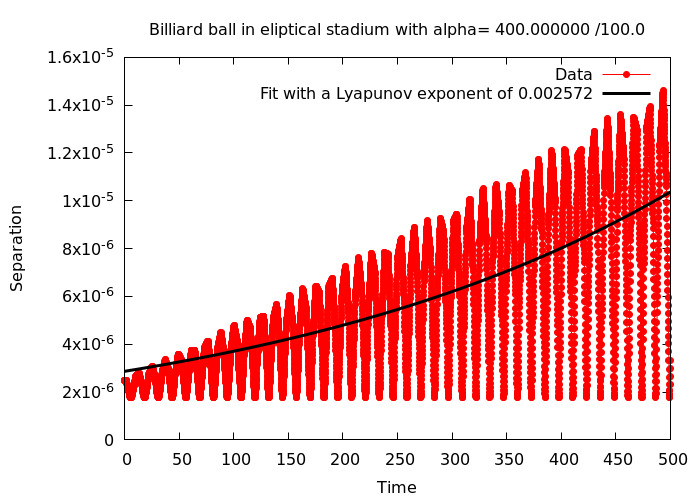 Billiard ball in eliptical stadium with alpha= 400.000000 /100.0
1.6x10⁻⁵
Data
Fit with a Lyapunov exponent of 0.002572
1.4x10⁻⁵
1.2x10⁻⁵
1x10⁻⁵
Separation
8x10⁻⁶
6x10⁻⁶
4x10⁻⁶
2x10⁻⁶
0
0 50 100 150 200 250 300 350 400 450 500
Time